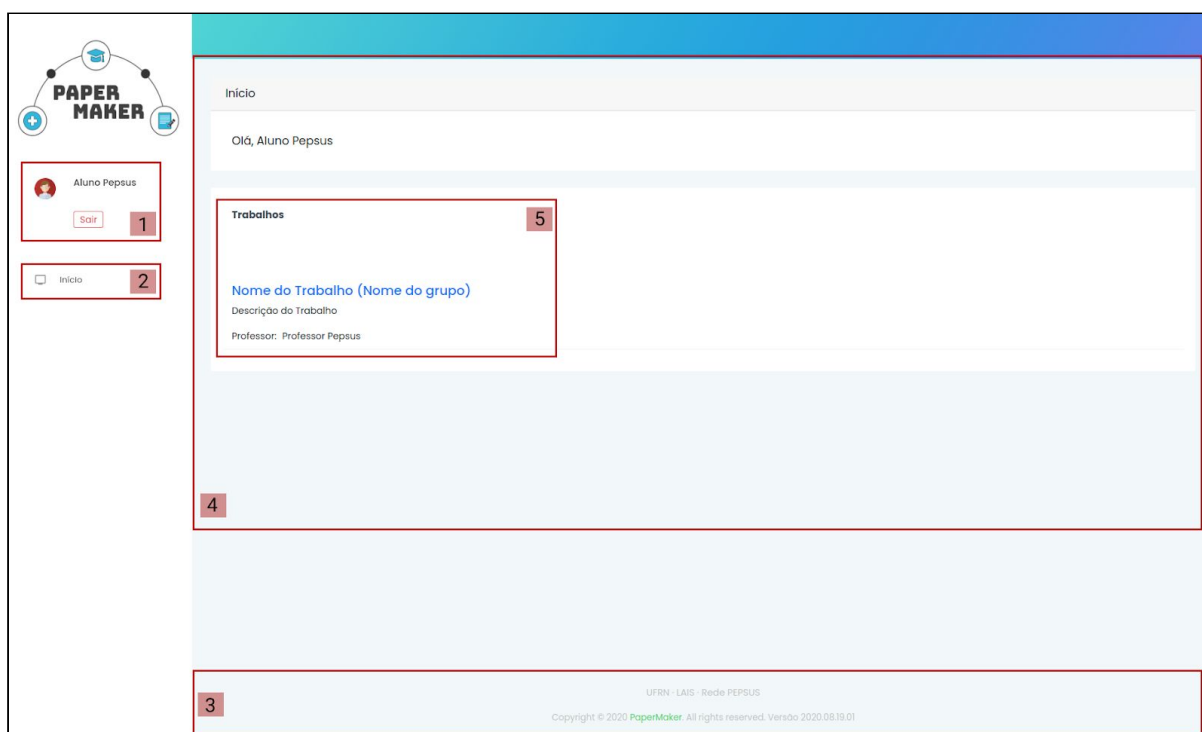 PAPER
MAKER
Aluno Pepsus
Sair
1
Início
2
Início
Olá, Aluno Pepsus
Trabalhos
5
Nome do Trabalho (Nome do grupo)
Descrição do Trabalho
Professor: Professor Pepsus
4
3
UFRN - LAIS - Rede PEPSUS
Copyright © 2020 PaperMaker. All rights reserved. Versão 2020.08.19.01